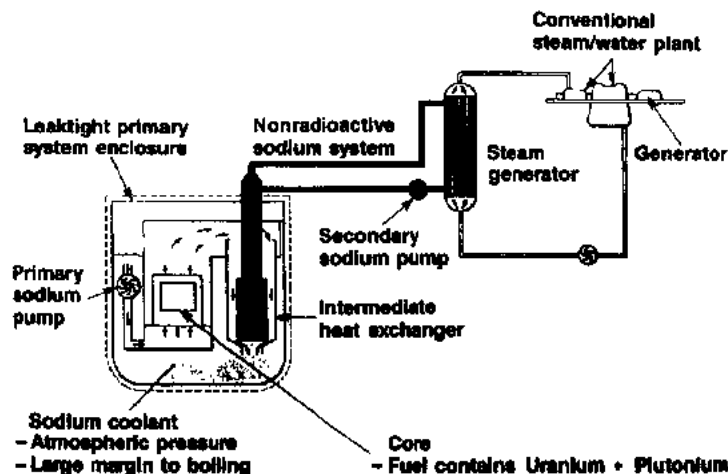 Conventional
steam/water plant
Leaktight primary
system enclosure
Nonradioactive
sodium system
Steam
generator
Generator
Secondary
sodium pump
Primary
sodium
pump
Intermediate
heat exchanger
Sodium coolant
– Atmospheric pressure
– Large margin to boiling
Core
– Fuel contains Uranium + Plutonium